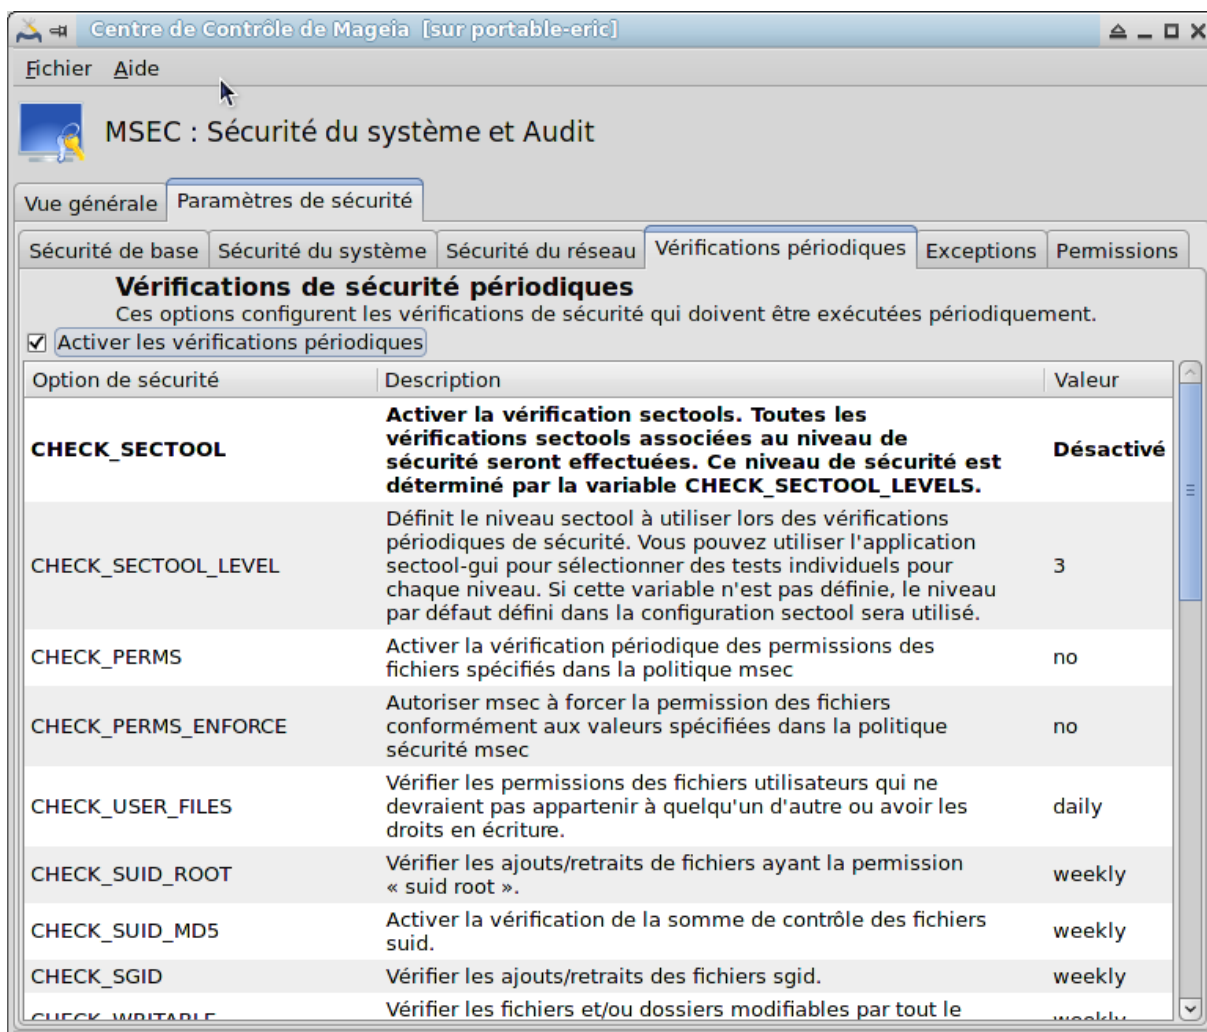 Centre de Contrôle de Mageia  [sur portable-eric]
Fichier Aide
MSEC : Sécurité du système et Audit
Vue générale Paramètres de sécurité
Sécurité de base Sécurité du système Sécurité du réseau Vérifications périodiques Exceptions Permissions
Vérifications de sécurité périodiques
Ces options configurent les vérifications de sécurité qui doivent être exécutées périodiquement.
Activer les vérifications périodiques
Option de sécurité Description Valeur
Activer la vérification sectools. Toutes les
vérifications sectools associées au niveau de
CHECK_SECTOOL Désactivé
sécurité seront effectuées. Ce niveau de sécurité est
déterminé par la variable CHECK_SECTOOL_LEVELS.
Définit le niveau sectool à utiliser lors des vérifications
périodiques de sécurité. Vous pouvez utiliser l'application
CHECK_SECTOOL_LEVEL sectool-gui pour sélectionner des tests individuels pour 3
chaque niveau. Si cette variable n'est pas définie, le niveau
par défaut défini dans la configuration sectool sera utilisé.
Activer la vérification périodique des permissions des
CHECK_PERMS no
fichiers spécifiés dans la politique msec
Autoriser msec à forcer la permission des fichiers
CHECK_PERMS_ENFORCE conformément aux valeurs spécifiées dans la politique no
sécurité msec
Vérifier les permissions des fichiers utilisateurs qui ne
CHECK_USER_FILES devraient pas appartenir à quelqu'un d'autre ou avoir les daily
droits en écriture.
Vérifier les ajouts/retraits de fichiers ayant la permission
CHECK_SUID_ROOT weekly
« suid root ».
Activer la vérification de la somme de contrôle des fichiers
CHECK_SUID_MD5 weekly
suid.
CHECK_SGID Vérifier les ajouts/retraits des fichiers sgid. weekly
Vérifier les fichiers et/ou dossiers modifiables par tout le
CHECK_WRITABLE weekly